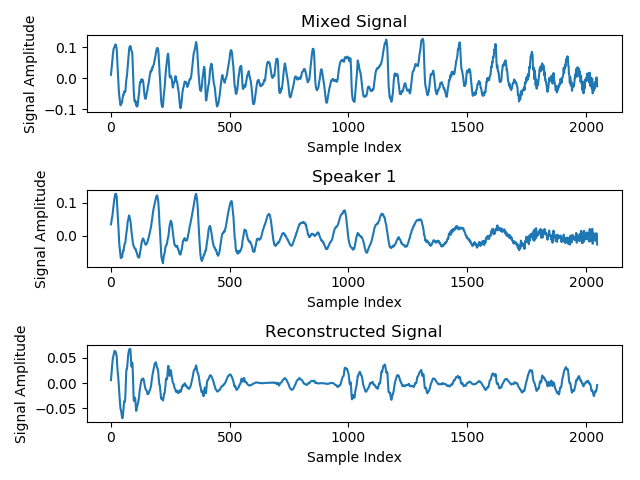 Mixed Signal
Signal Amplitude
0.1
0.0
−0.1
0 500 1000 1500 2000
Sample Index
Speaker 1
Signal Amplitude
0.1
0.0
0 500 1000 1500 2000
Sample Index
Reconstructed Signal
Signal Amplitude
0.05
0.00
−0.05
0 500 1000 1500 2000
Sample Index